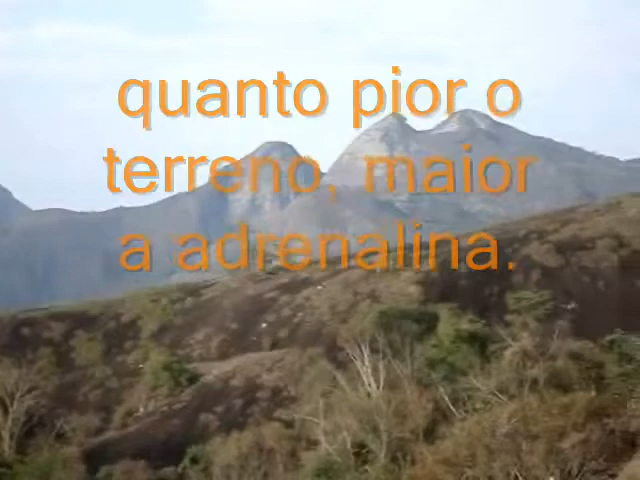 quanto pior o
terreno, maior
a adrenalina.